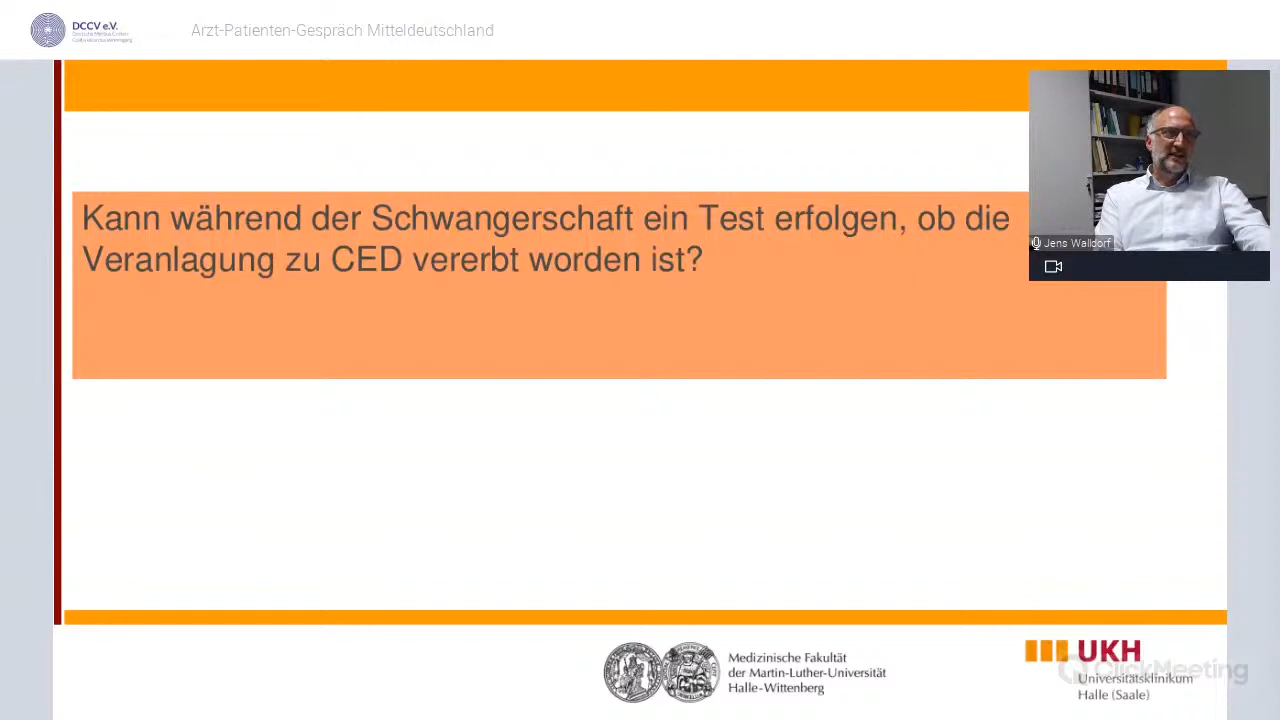 DCCV e.V.
Arzt-Patienten-Gespräch Mitteldeutschland
Kann während der Schwangerschaft ein Test erfolgen, ob die
Veranlagung zu CED vererbt worden ist?
Jens Walldorf
Medizinische Fakultät
der Martin-Luther-Universität
Halle-Wittenberg
UKH
ClickMeeting
Universitätsklinikum
Halle (Saale)